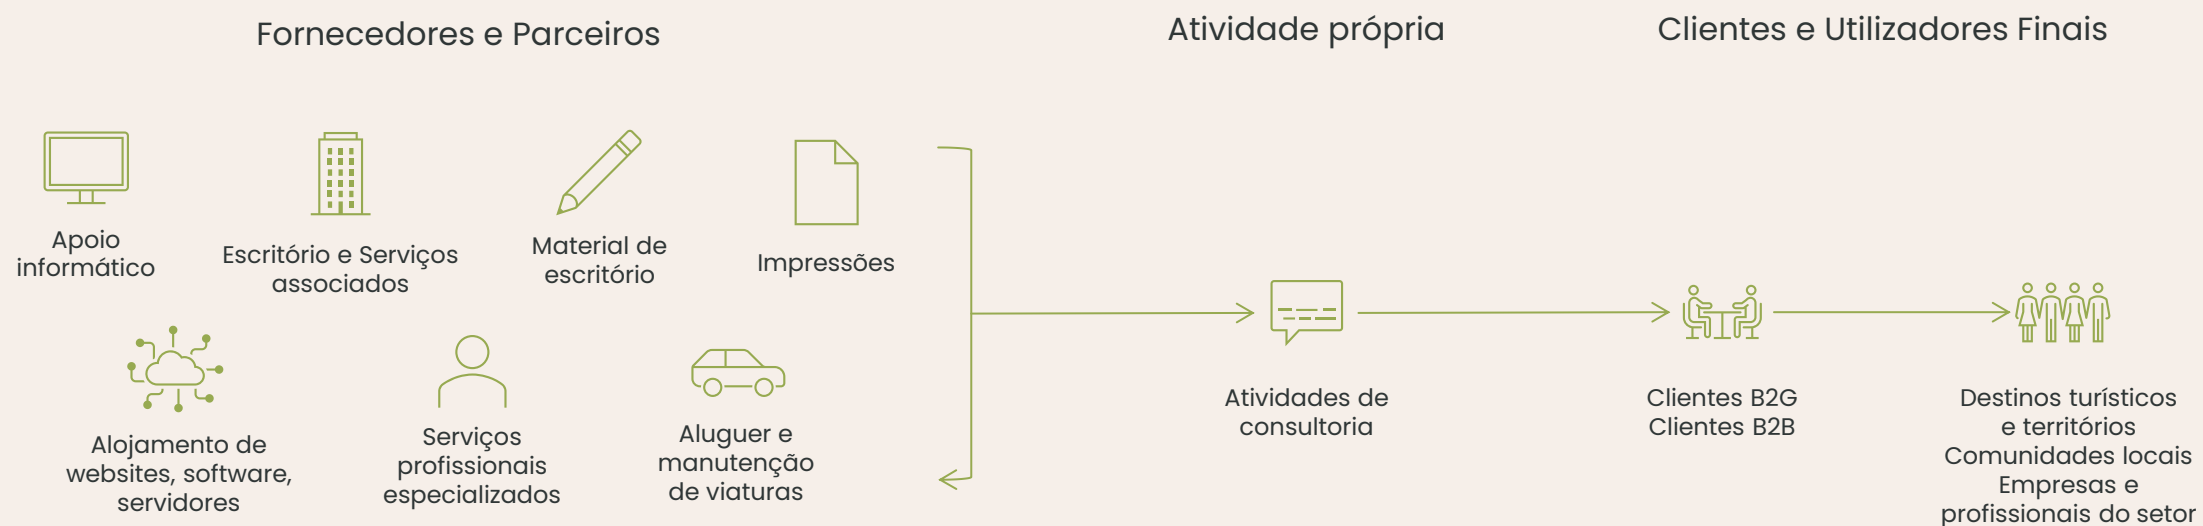 Fornecedores e Parceiros
Atividade própria
Clientes e Utilizadores Finais
Apoio
informático
Escritório e Serviços
associados
Material de
escritório
Impressões
Alojamento de
websites, software,
servidores
Serviços
profissionais
especializados
Aluguer e
manutenção
de viaturas
Atividades de
consultoria
Clientes B2G
Clientes B2B
Destinos turísticos
e territórios
Comunidades locais
Empresas e
profissionais do setor